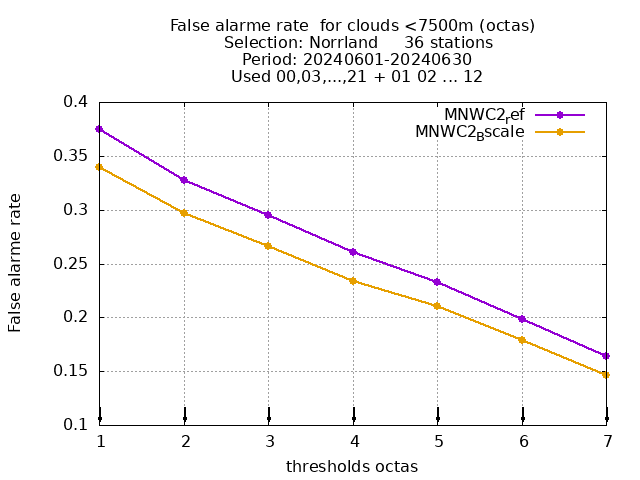 False alarme rate  for clouds <7500m (octas)
Selection: Norrland     36 stations
Period: 20240601-20240630
Used 00,03,...,21 + 01 02 ... 12
MNWC2ref
MNWC2Bscale
0.4
0.35
0.3
0.25
0.2
0.15
0.1
False alarme rate
1 2 3 4 5 6 7
thresholds octas